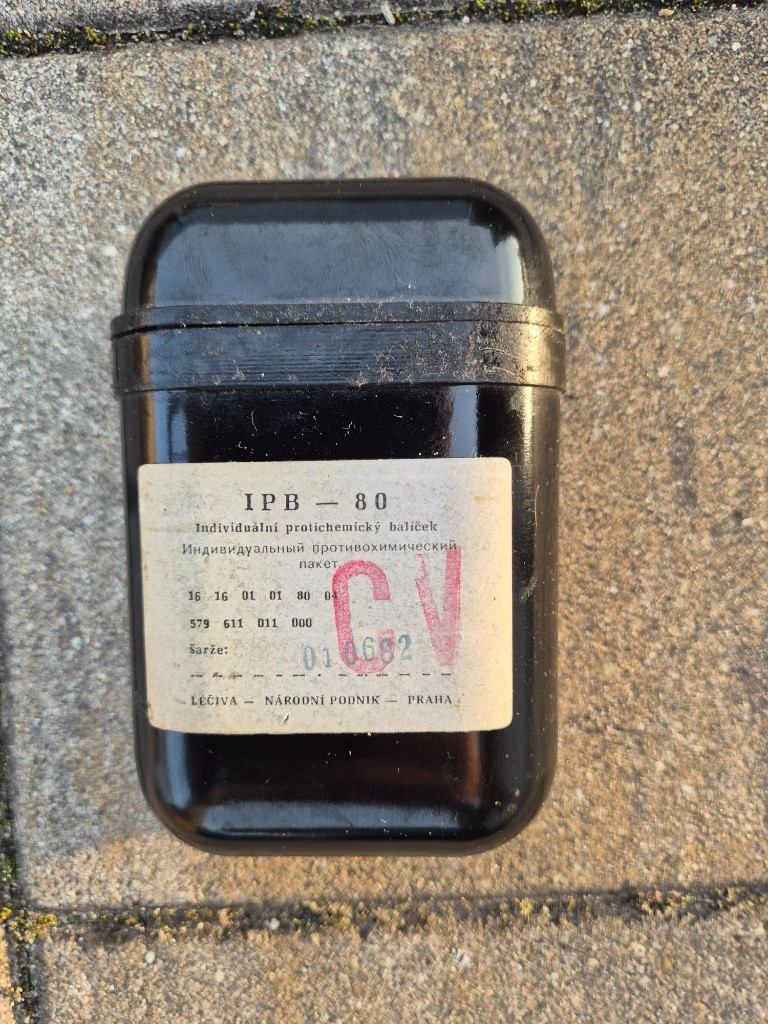 IPB — 80
Individuální protichemický balíček
Индивидуальный противохимический
пакет
16 16 01 01 80 04
579 611 011 000
CV
šarže: 010682
LÉČIVA — NÁRODNÍ PODNIK — PRAHA